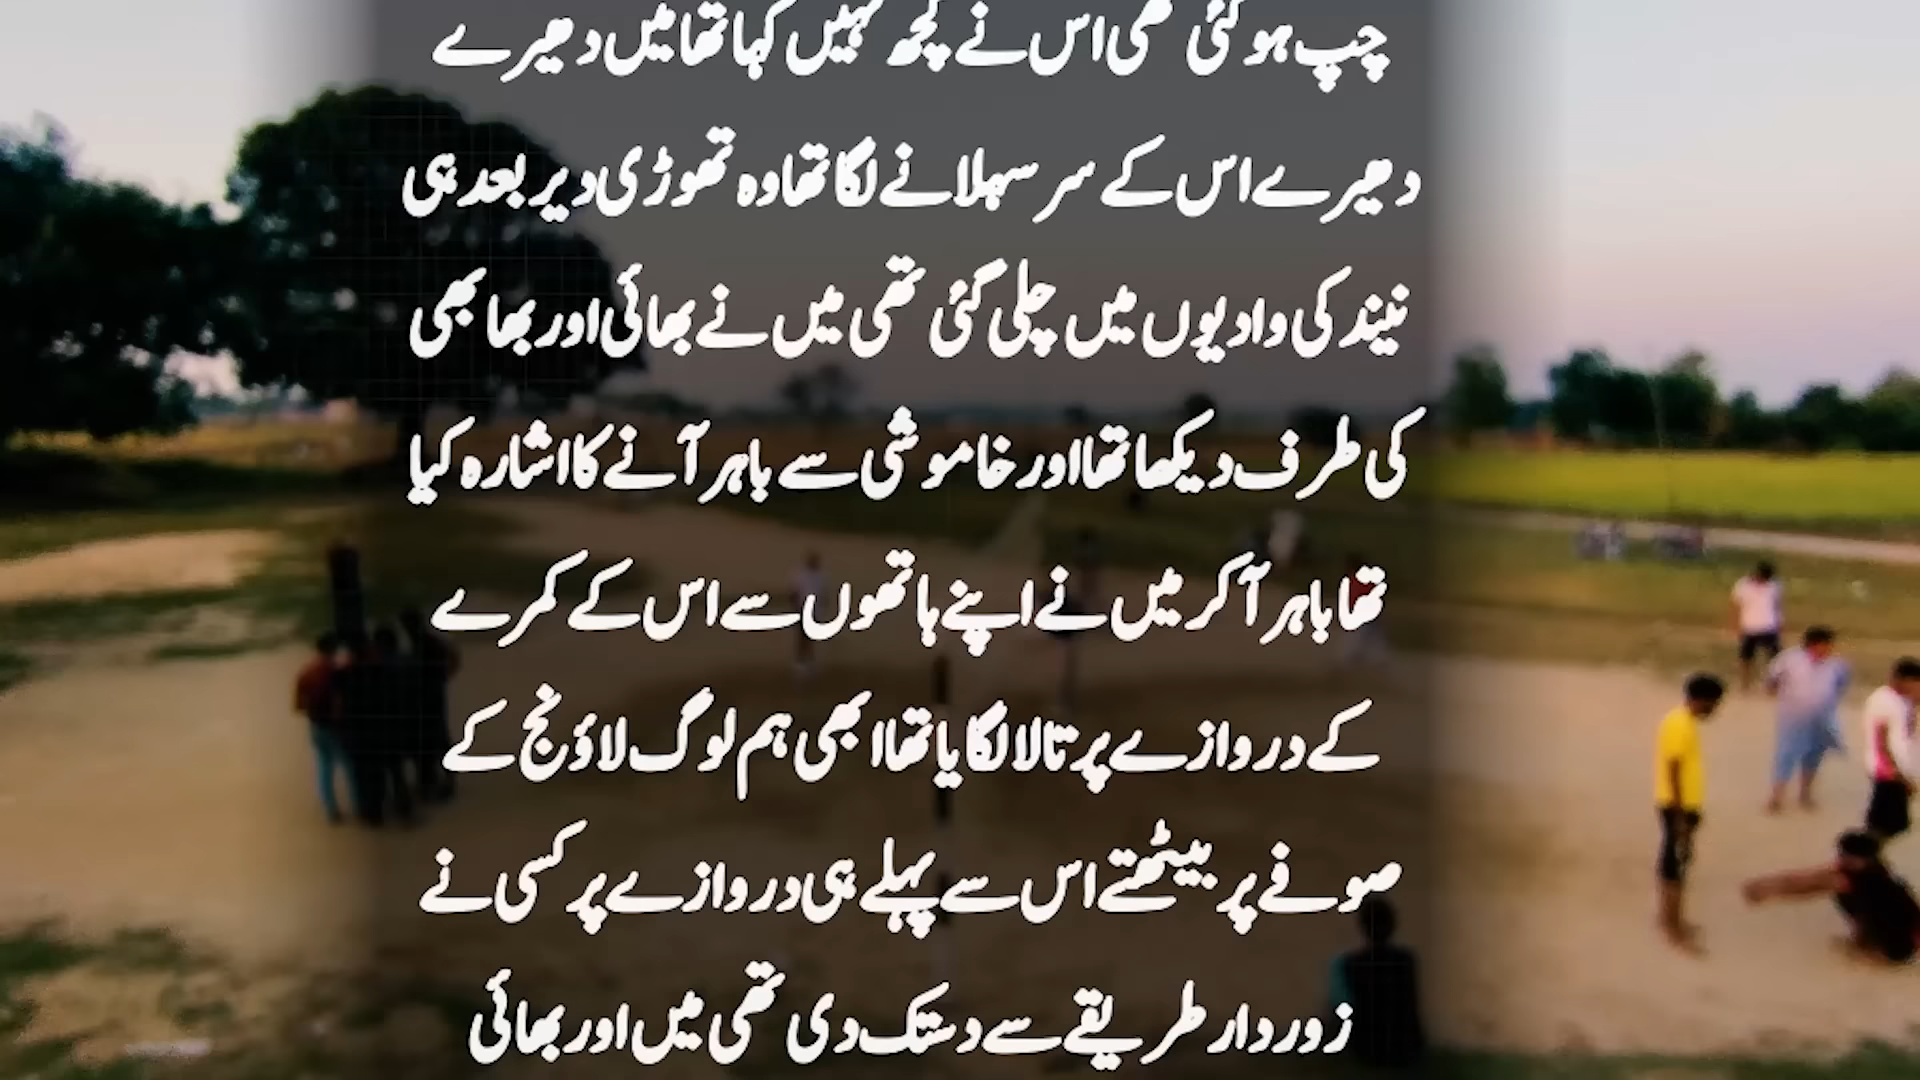 چپ ہو گئی تھی اس نے کچھ نہیں کہا تھا میں دھیرے
دھیرے اس کے سر سہلانے لگا تھا وہ تھوڑی دیر بعد ہی
نیند کی وادیوں میں چلی گئی تھی میں نے بھائی اور بھابھی
کی طرف دیکھا تھا اور خاموشی سے باہر آنے کا اشارہ کیا
تھا باہر آ کر میں نے اپنے ہاتھوں سے اس کے کمرے
کے دروازے پر تالا لگایا تھا ابھی ہم لوگ لاؤنج کے
صوفے پر بیٹھتے اس سے پہلے ہی دروازے پر کسی نے
زوردار طریقے سے دستک دی تھی میں اور بھائی